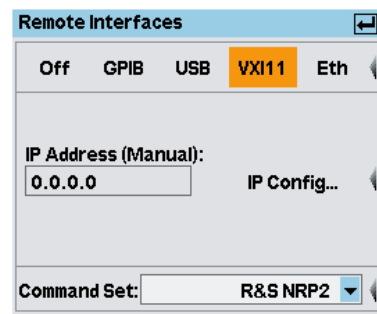 Remote Interfaces
Off GPIB USB VXI11 Eth
IP Address (Manual):
0.0.0.0 IP Config...
Command Set: R&S NRP2